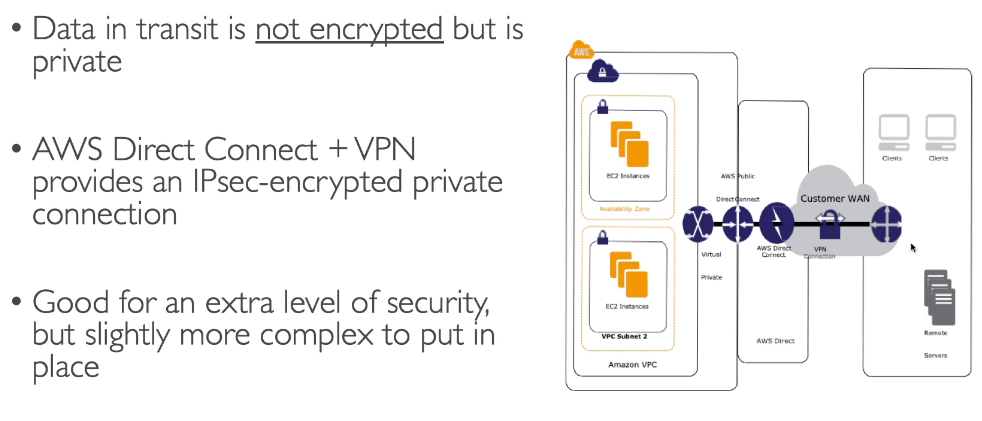 • Data in transit is not encrypted but is
private
• AWS Direct Connect + VPN
provides an IPsec-encrypted private
connection
• Good for an extra level of security,
but slightly more complex to put in
place
AWS
EC2 Instances
Availability Zone
EC2 Instances
VPC Subnet 2
Amazon VPC
Virtual
Private
AWS Public
DirectConnect
AWS Direct
Connect
AWS Direct
Customer WAN
VPN
Connection
Clients
Clients
Remote
Servers